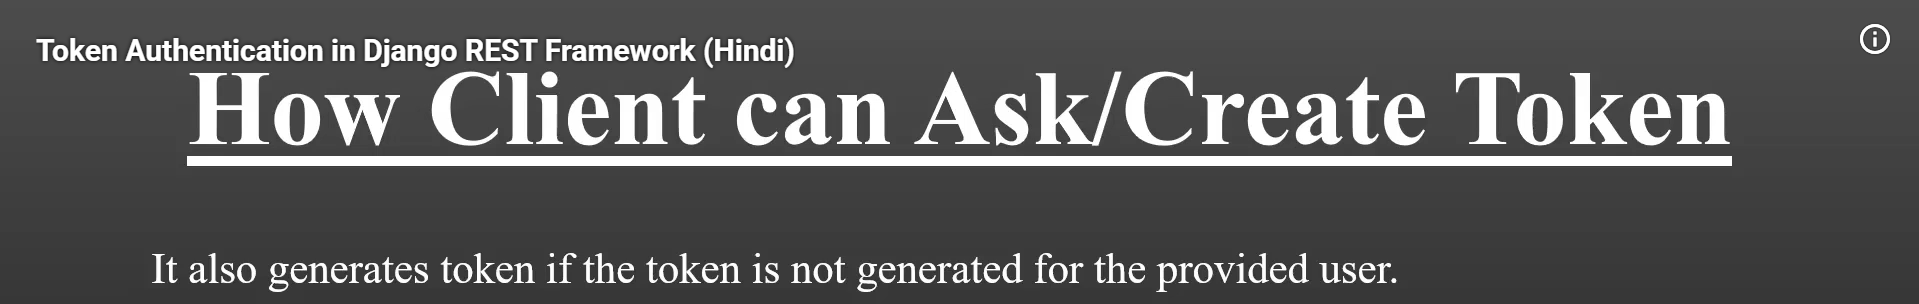 Token Authentication in Django REST Framework (Hindi)
How Client can Ask/Create Token
It also generates token if the token is not generated for the provided user.